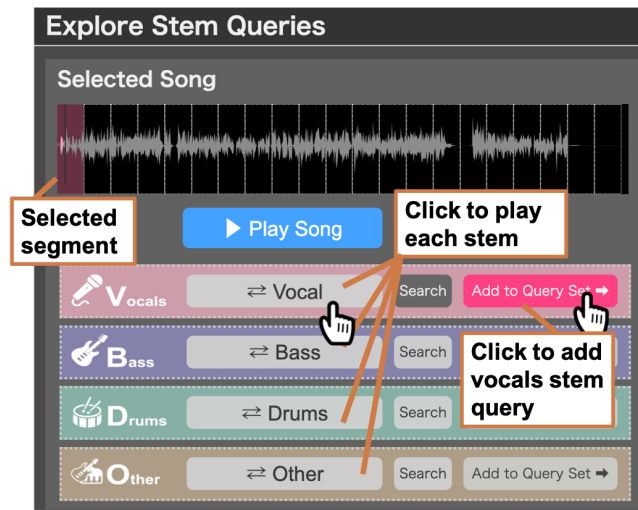 Explore Stem Queries
Selected Song
Selected
segment
▶ Play Song
Click to play
each stem
Vocals
⇄ Vocal
Search
Add to Query Set ➡
Bass
⇄ Bass
Search
Click to add
vocals stem
query
Drums
⇄ Drums
Search
Other
⇄ Other
Search
Add to Query Set ➡